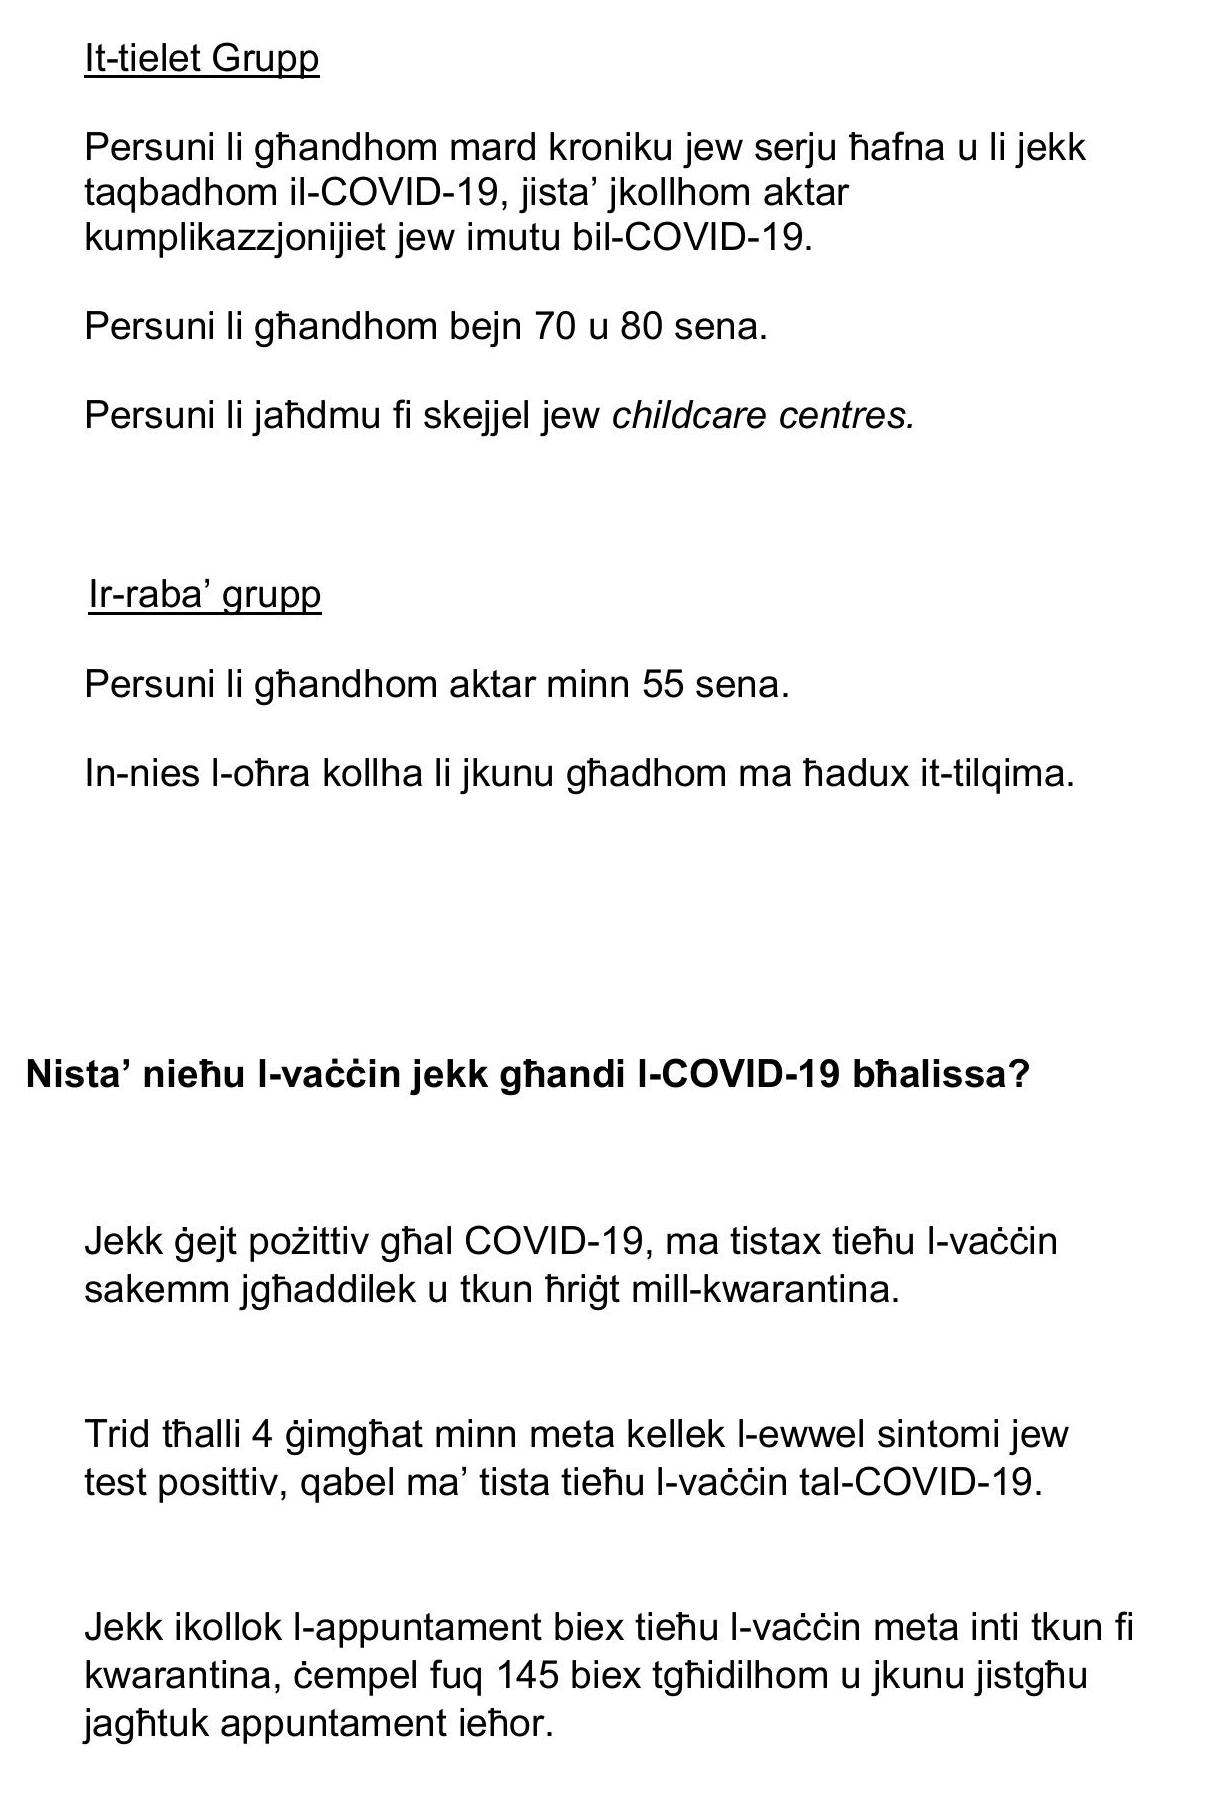 It-tielet Grupp
Persuni li għandhom mard kroniku jew serju ħafna u li jekk
taqbadhom il-COVID-19, jista’ jkollhom aktar
kumplikazzjonijiet jew imutu bil-COVID-19.
Persuni li għandhom bejn 70 u 80 sena.
Persuni li jaħdmu fi skejjel jew childcare centres.
Ir-raba’ grupp
Persuni li għandhom aktar minn 55 sena.
In-nies l-oħra kollha li jkunu għadhom ma ħadux it-tilqima.
Nista’ nieħu l-vaċċin jekk għandi l-COVID-19 bħalissa?
Jekk ġejt pożittiv għal COVID-19, ma tistax tieħu l-vaċċin
sakemm jgħaddilek u tkun ħriġt mill-kwarantina.
Trid tħalli 4 ġimgħat minn meta kellek l-ewwel sintomi jew
test posittiv, qabel ma’ tista tieħu l-vaċċin tal-COVID-19.
Jekk ikollok l-appuntament biex tieħu l-vaċċin meta inti tkun fi
kwarantina, ċempel fuq 145 biex tgħidilhom u jkunu jistgħu
jagħtuk appuntament ieħor.